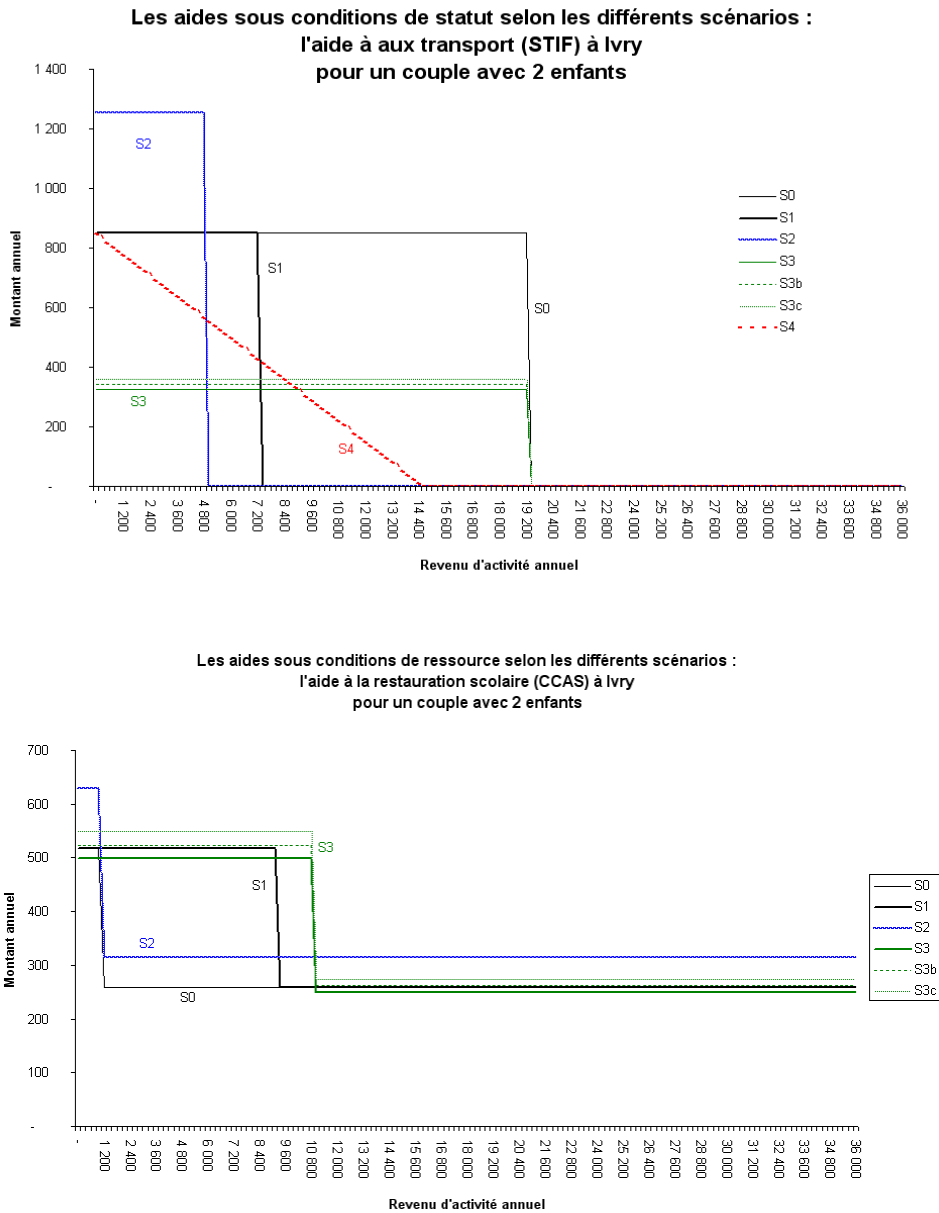 Les aides sous conditions de statut selon les différents scénarios :
l'aide à aux transport (STIF) à Ivry
pour un couple avec 2 enfants
1 400
1 200
1 000
800
600
400
200
-
Montant annuel
S2
S1
S0
S3
S4
S0
S1
S2
S3
S3b
S3c
S4
-
1 200
2 400
3 600
4 800
6 000
7 200
8 400
9 600
10 800
12 000
13 200
14 400
15 600
16 800
18 000
19 200
20 400
21 600
22 800
24 000
25 200
26 400
27 600
28 800
30 000
31 200
32 400
33 600
34 800
36 000
Revenu d'activité annuel
Les aides sous conditions de ressource selon les différents scénarios :
l'aide à la restauration scolaire (CCAS) à Ivry
pour un couple avec 2 enfants
700
600
500
400
300
200
100
-
Montant annuel
S3
S1
S2
S0
S0
S1
S2
S3
S3b
S3c
-
1 200
2 400
3 600
4 800
6 000
7 200
8 400
9 600
10 800
12 000
13 200
14 400
15 600
16 800
18 000
19 200
20 400
21 600
22 800
24 000
25 200
26 400
27 600
28 800
30 000
31 200
32 400
33 600
34 800
36 000
Revenu d'activité annuel